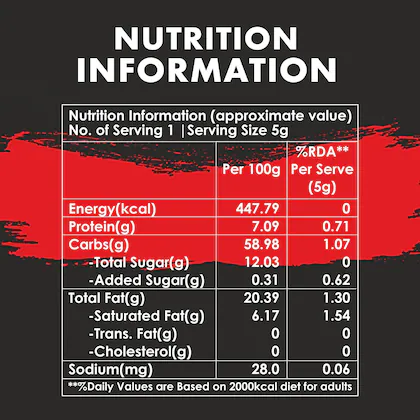 NUTRITION
INFORMATION
Nutrition Information (approximate value)
No. of Serving 1 |Serving Size 5g
Per 100g %RDA** Per Serve (5g)
Energy(kcal) 447.79 0
Protein(g) 7.09 0.71
Carbs(g) 58.98 1.07
-Total Sugar(g) 12.03 0
-Added Sugar(g) 0.31 0.62
Total Fat(g) 20.39 1.30
-Saturated Fat(g) 6.17 1.54
-Trans. Fat(g) 0 0
-Cholesterol(g) 0 0
Sodium(mg) 28.0 0.06
**%Daily Values are Based on 2000kcal diet for adults